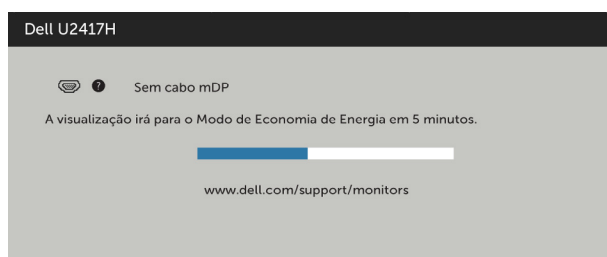 Dell U2417H
? Sem cabo mDP
A visualização irá para o Modo de Economia de Energia em 5 minutos.
www.dell.com/support/monitors